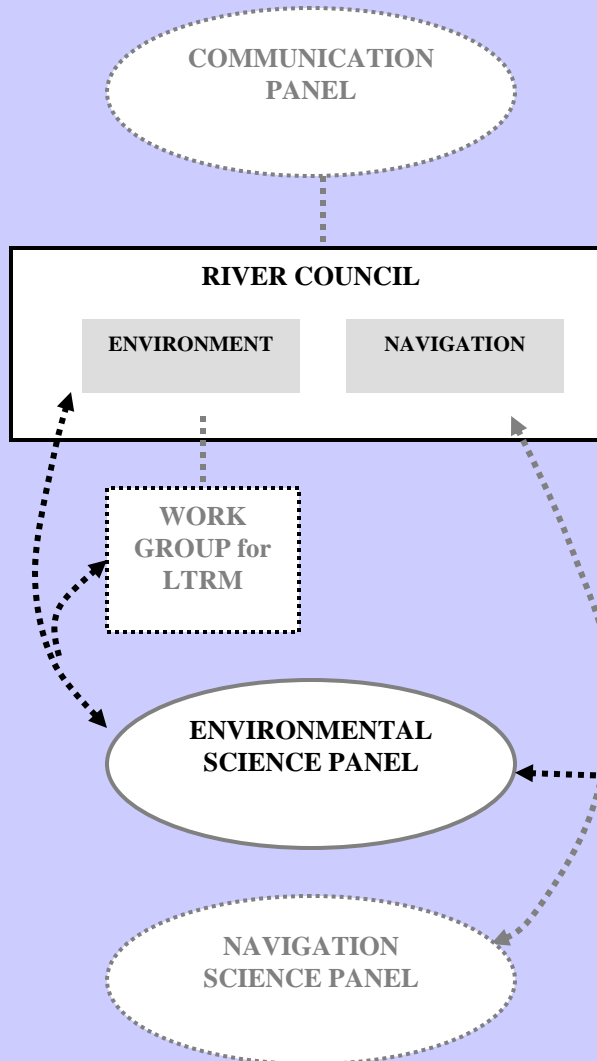 COMMUNICATION
PANEL
RIVER COUNCIL
ENVIRONMENT
NAVIGATION
WORK
GROUP for
LTRM
ENVIRONMENTAL
SCIENCE PANEL
NAVIGATION
SCIENCE PANEL